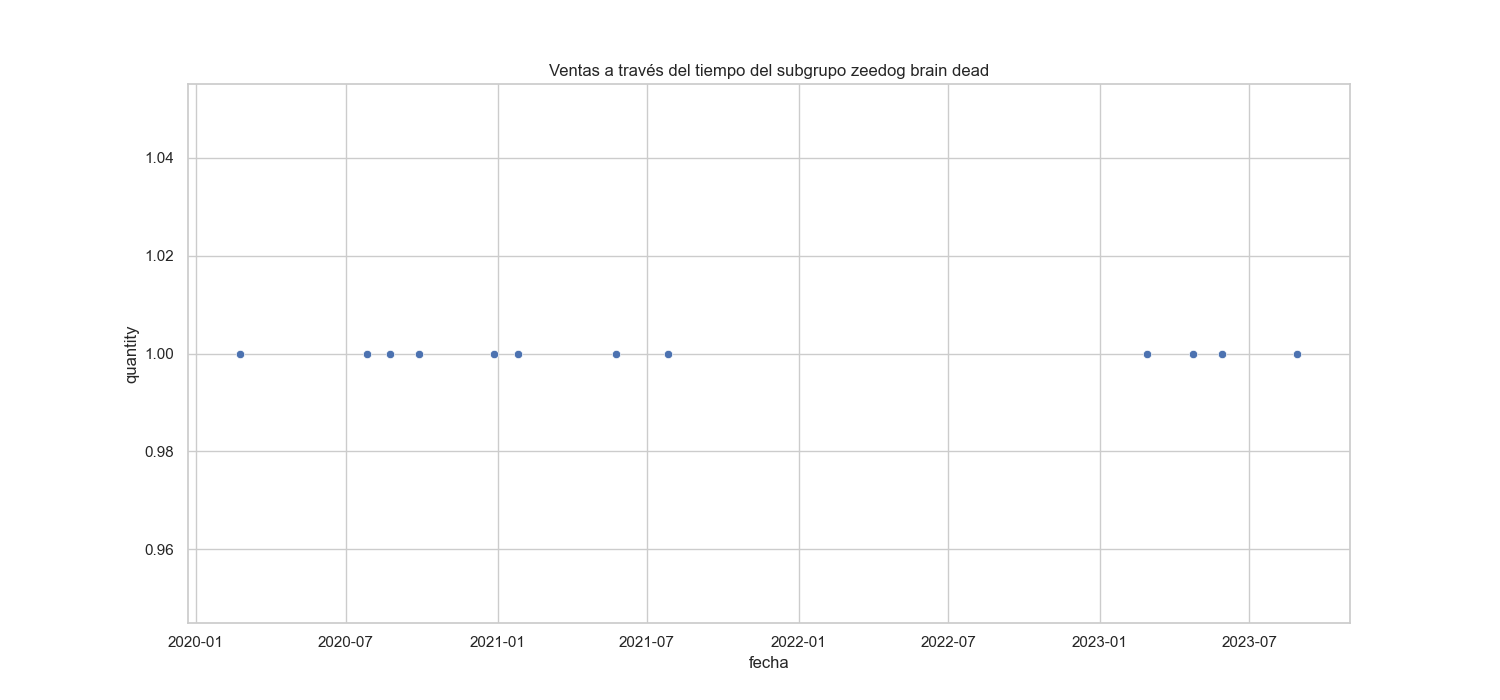 Ventas a través del tiempo del subgrupo zeedog brain dead
1.04
1.02
1.00
0.98
0.96
quantity
2020-01 2020-07 2021-01 2021-07 2022-01 2022-07 2023-01 2023-07
fecha